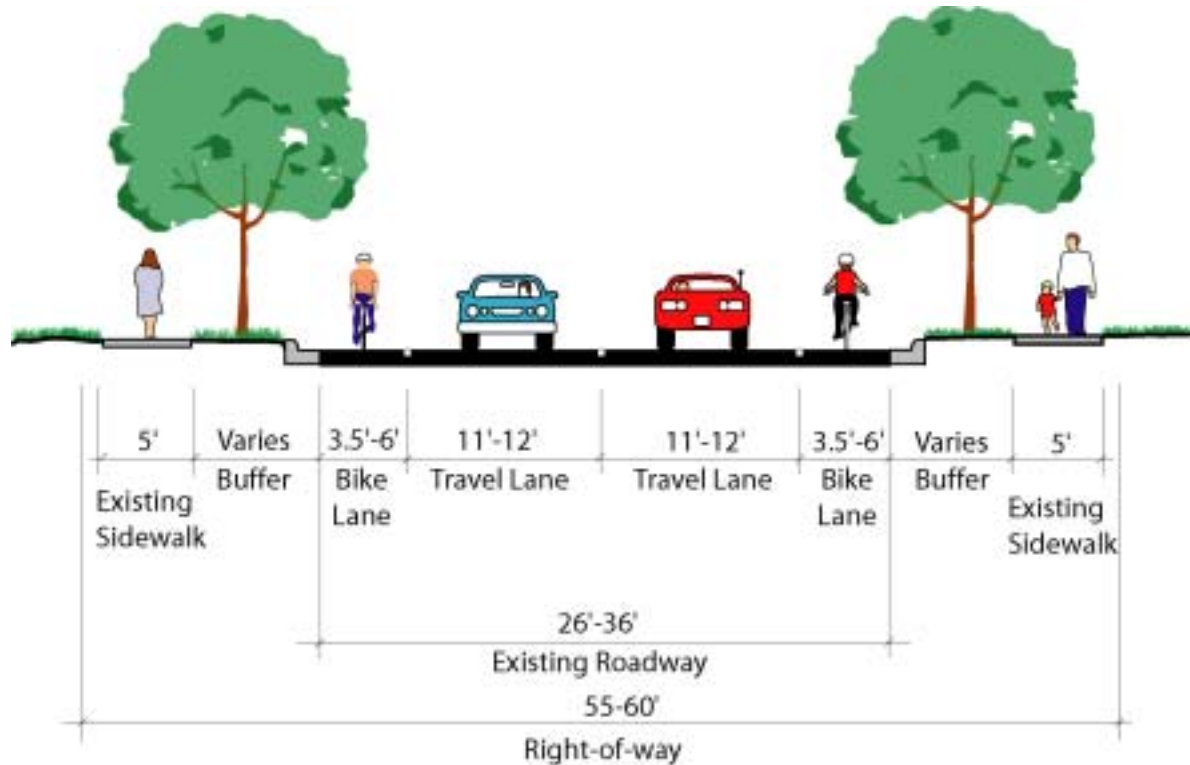 5' Varies 3.5'-6' 11'-12' 11'-12' 3.5'-6' Varies 5'
Buffer Bike Travel Lane Travel Lane Bike Buffer
Existing Lane Lane Existing
Sidewalk Sidewalk
26'-36'
Existing Roadway
55-60'
Right-of-way